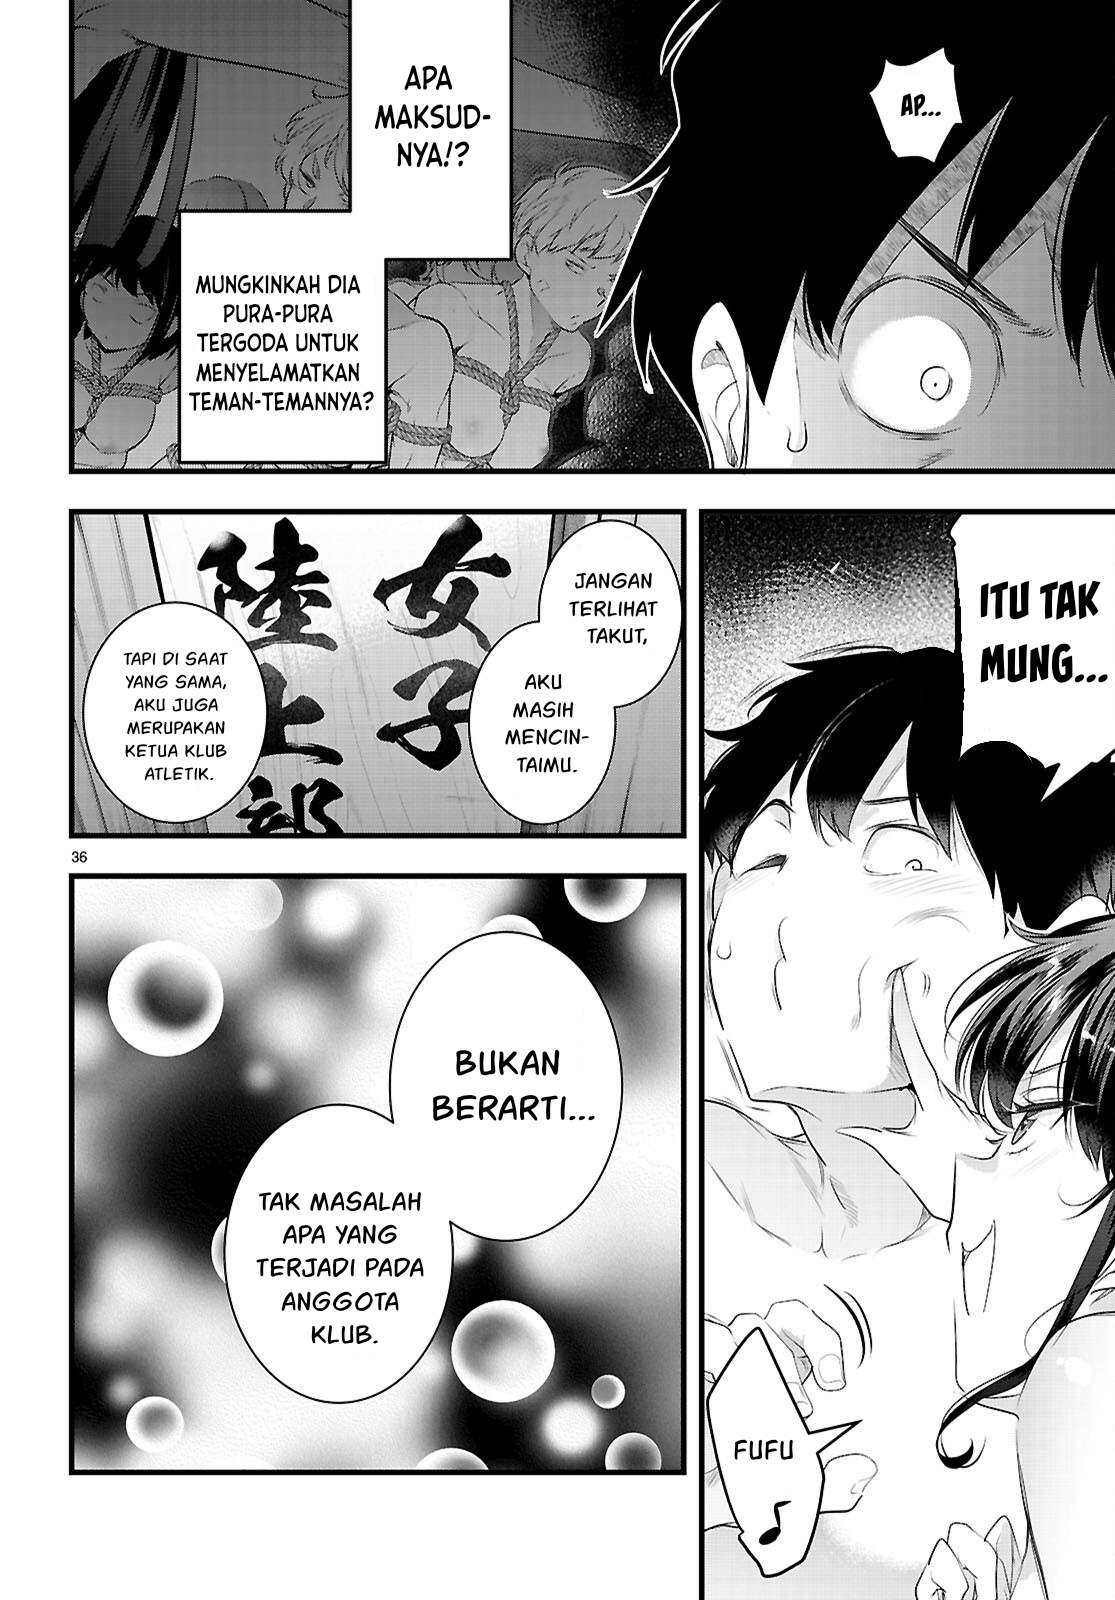 AP...
APA
MAKSUD-
NYA!?
MUNGKINKAH DIA
PURA-PURA
TERGODA UNTUK
MENYELAMATKAN
TEMAN-TEMANNYA?
ITU TAK
MUNG...
FUFU
JANGAN
TERLIHAT
TAKUT,
AKU
MASIH
MENCIN-
TAIMU.
女子
陸上部
TAPI DI SAAT
YANG SAMA,
AKU JUGA
MERUPAKAN
KETUA KLUB
ATLETIK.
36
BUKAN
BERARTI...
TAK MASALAH
APA YANG
TERJADI PADA
ANGGOTA
KLUB.